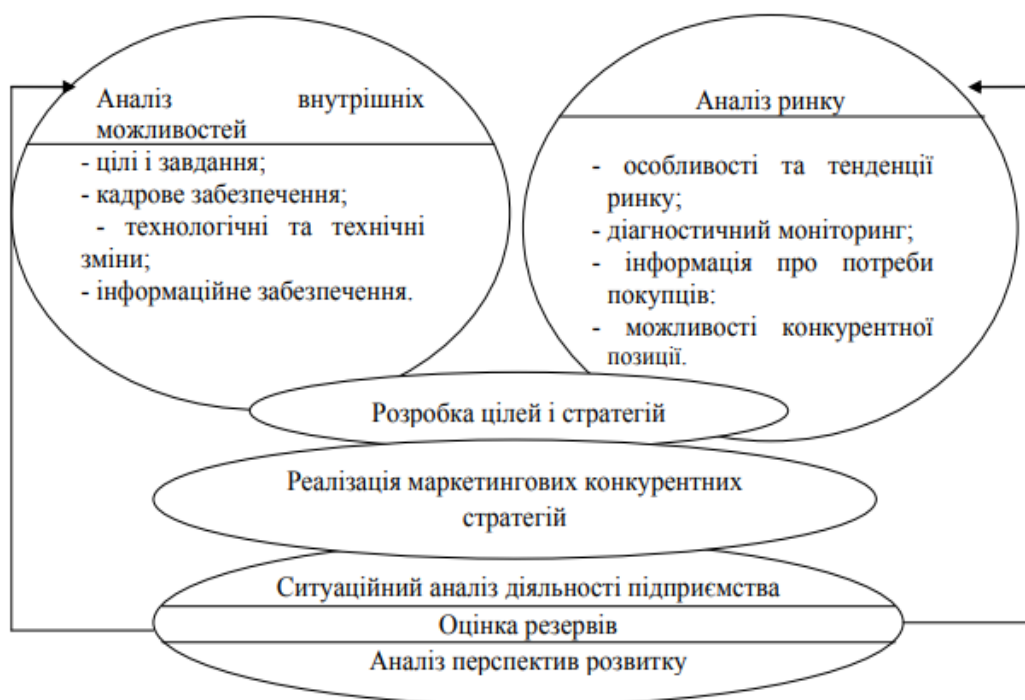 Аналіз внутрішніх
можливостей
- цілі і завдання;
- кадрове забезпечення;
- технологічні та технічні
зміни;
- інформаційне забезпечення.
Аналіз ринку
- особливості та тенденції
ринку;
- діагностичний моніторинг;
- інформація про потреби
покупців:
- можливості конкурентної
позиції.
Розробка цілей і стратегій
Реалізація маркетингових конкурентних
стратегій
Ситуаційний аналіз діяльності підприємства
Оцінка резервів
Аналіз перспектив розвитку